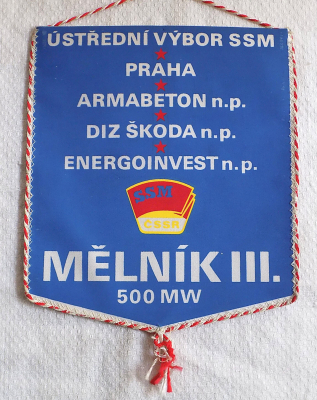 ÚSTŘEDNÍ VÝBOR SSM
PRAHA
ARMABETON n.p.
DIZ ŠKODA n.p.
ENERGOINVEST n.p.
SSM
ČSSR
MĚLNÍK III.
500 MW